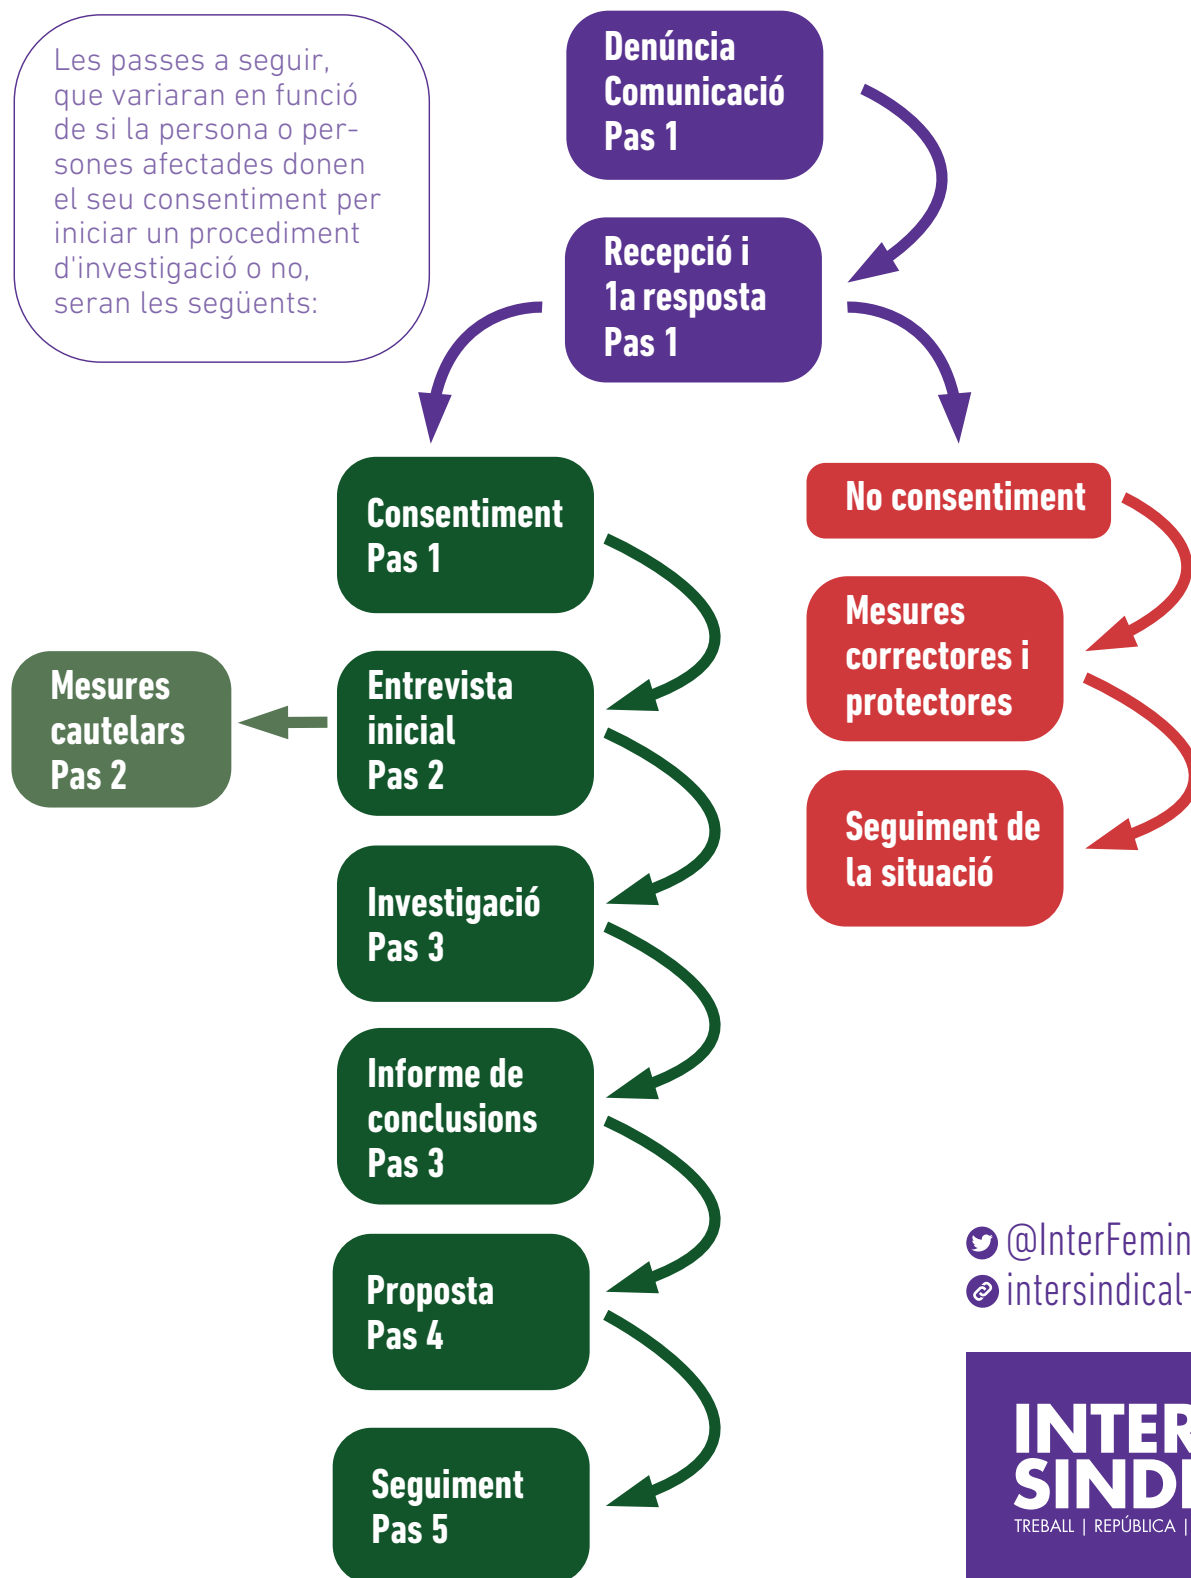 Les passes a seguir,
que variaran en funció
de si la persona o per-
sones afectades donen
el seu consentiment per
iniciar un procediment
d'investigació o no,
seran les següents:
Denúncia
Comunicació
Pas 1
Recepció i
1a resposta
Pas 1
Consentiment
Pas 1
Entrevista
inicial
Pas 2
Mesures
cautelars
Pas 2
Investigació
Pas 3
Informe de
conclusions
Pas 3
Proposta
Pas 4
Seguiment
Pas 5
No consentiment
Mesures
correctores i
protectores
Seguiment de
la situació
@InterFemin
intersindical-
INTER
SINDI
TREBALL | REPÚBLICA |